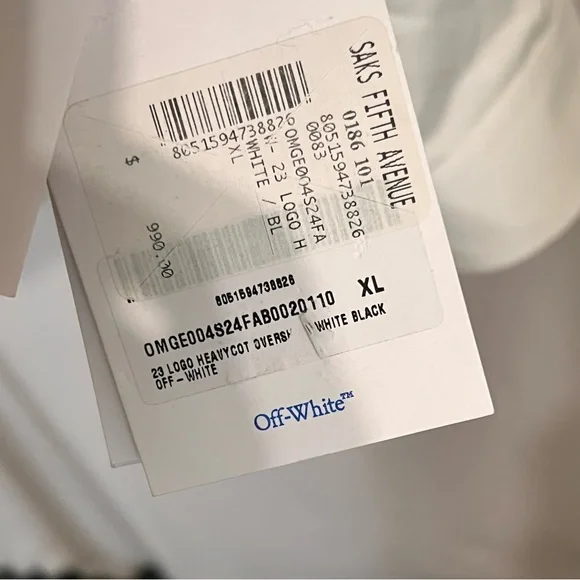 SAKS FIFTH AVENUE
0186 101
8051594738826
0083
OMGE004S24FA
W- 23 LOGO H
WHITE / BL
XL
8051594738826
$ 990.00
8051594738826
OMGE004S24FAB0020110 XL
23 LOGO HEAVYCOT OVERS WHITE BLACK
OFF-WHITE
Off-White™